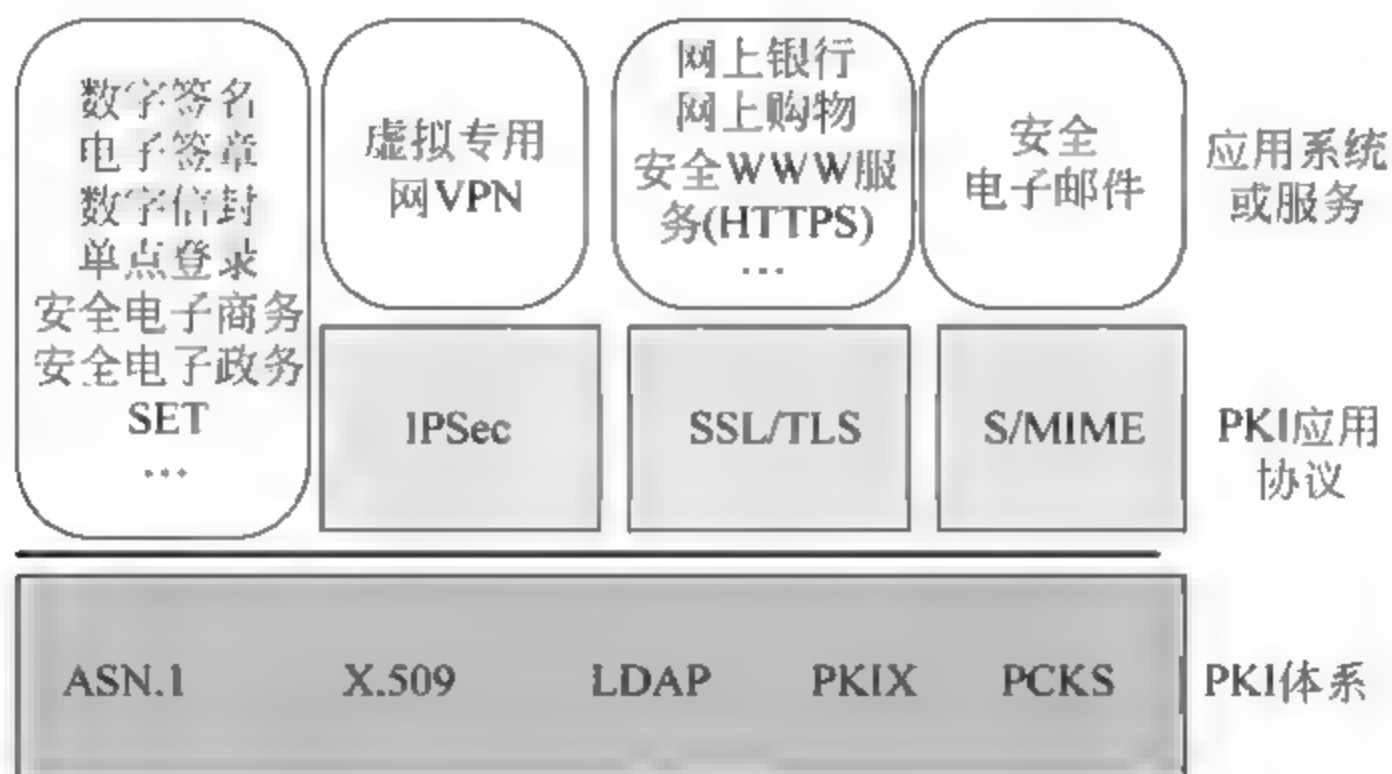 数字签名
电子签章
数字信封
单点登录
安全电子商务
安全电子政务
SET
…
虚拟专用
网VPN
网上银行
网上购物
安全WWW服
务(HTTPS)
…
安全
电子邮件
应用系统
或服务
IPSec
SSL/TLS
S/MIME
PKI应用
协议
ASN.1
X.509
LDAP
PKIX
PCKS
PKI体系